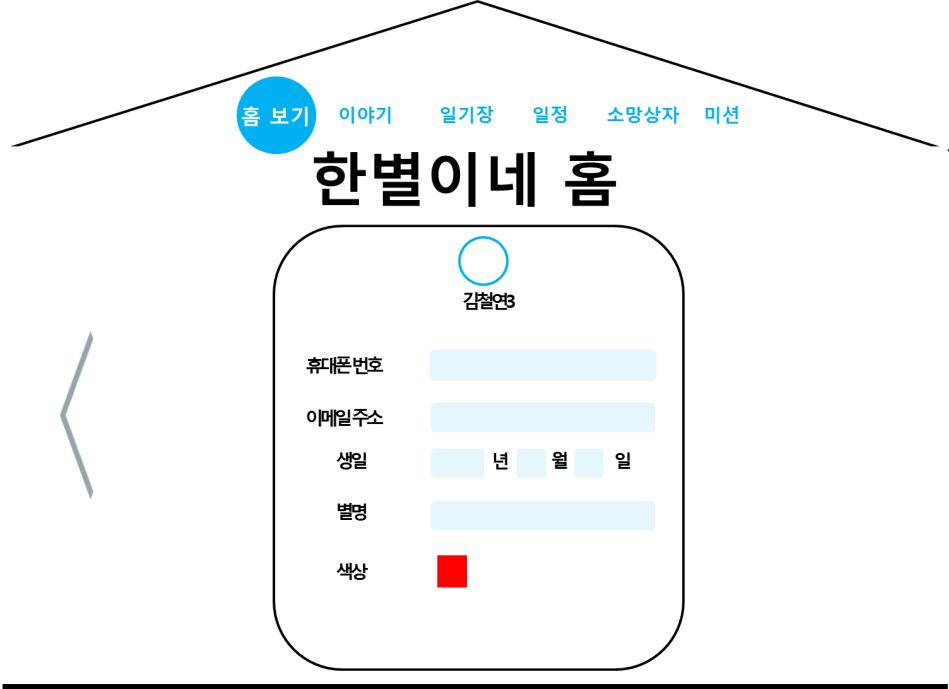 홈 보기 이야기 일기장 일정 소망상자 미션
한별이네 홈
김철연3
휴대폰 번호
이메일 주소
생일 년 월 일
별명
색상